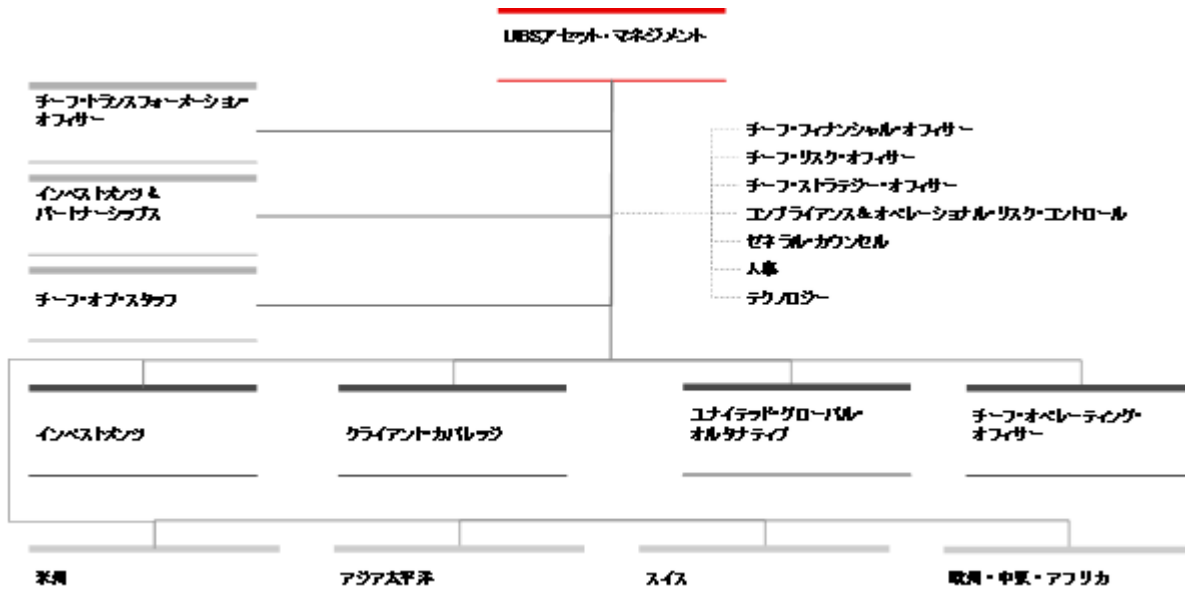 UBSアセット・マネジメント
チーフ・トランスフォーメーション・
オフィサー
インベストメンツ &
パートナーシップス
チーフ・オブ・スタッフ
チーフ・フィナンシャル・オフィサー
チーフ・リスク・オフィサー
チーフ・ストラテジー・オフィサー
コンプライアンス&オペレーショナル・リスク・コントロール
ゼネラル・カウンセル
人事
テクノロジー
インベストメンツ
クライアント・カバレッジ
ユナイテッド・グローバル・
オルタナティブ
チーフ・オペレーティング・
オフィサー
米州
アジア太平洋
スイス
欧州・中東・アフリカ